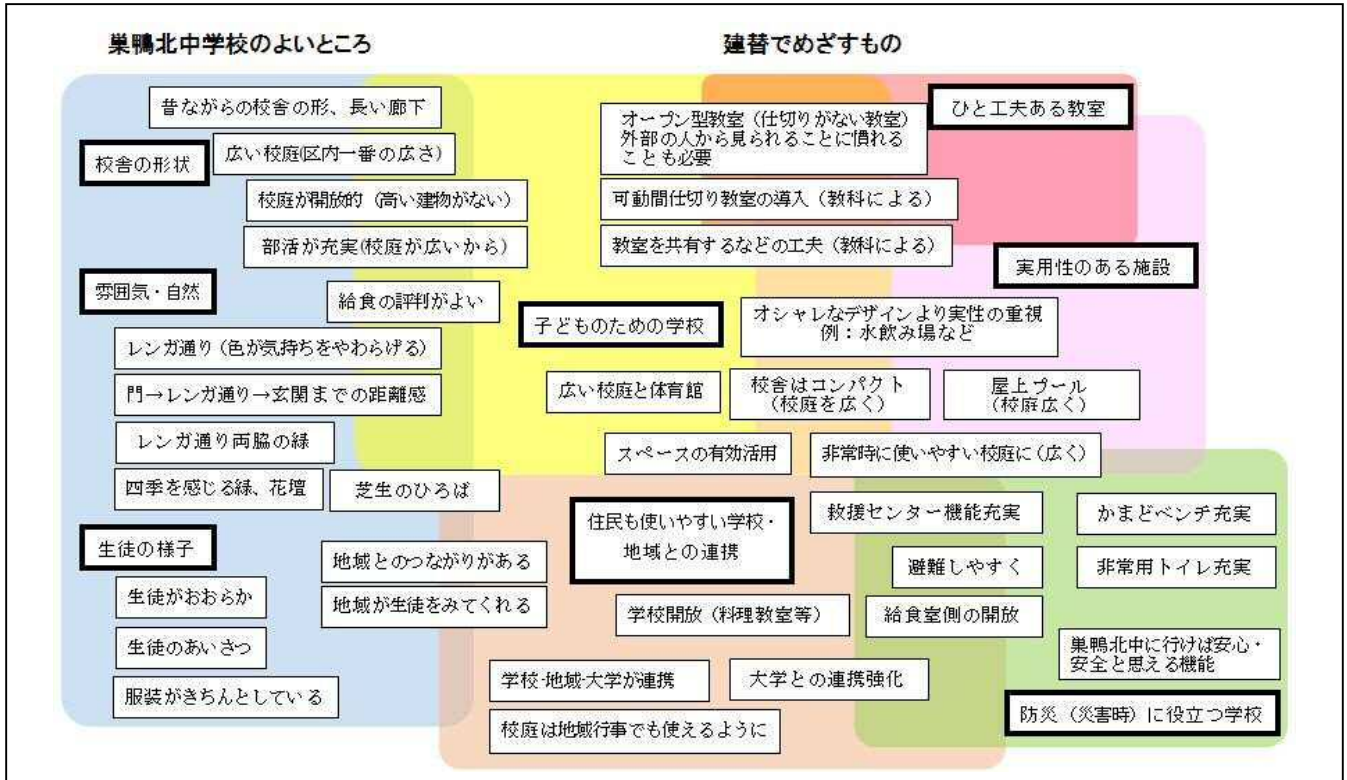 巣鴨北中学校のよいところ
建替でめざすもの
昔ながらの校舎の形、長い廊下
校舎の形状
広い校庭(区内一番の広さ)
校庭が開放的（高い建物がない）
部活が充実(校庭が広いから)
雰囲気・自然
給食の評判がよい
レンガ通り（色が気持ちをやわらげる）
門→レンガ通り→玄関までの距離感
レンガ通り両脇の緑
四季を感じる緑、花壇
芝生のひろば
生徒の様子
地域とのつながりがある
生徒がおおらか
地域が生徒をみてくれる
生徒のあいさつ
服装がきちんとしている
オープン型教室（仕切りがない教室）
外部の人から見られることに慣れる
ことも必要
ひと工夫ある教室
可動間仕切り教室の導入（教科による）
教室を共有するなどの工夫（教科による）
実用性のある施設
子どものための学校
オシャレなデザインより実性の重視
例：水飲み場など
広い校庭と体育館
校舎はコンパクト
（校庭を広く）
屋上プール
（校庭広く）
スペースの有効活用
非常時に使いやすい校庭に（広く）
住民も使いやすい学校・
地域との連携
救援センター機能充実
かまどベンチ充実
避難しやすく
非常用トイレ充実
学校開放（料理教室等）
給食室側の開放
巣鴨北中に行けば安心・
安全と思える機能
学校-地域-大学が連携
大学との連携強化
防災（災害時）に役立つ学校
校庭は地域行事でも使えるように